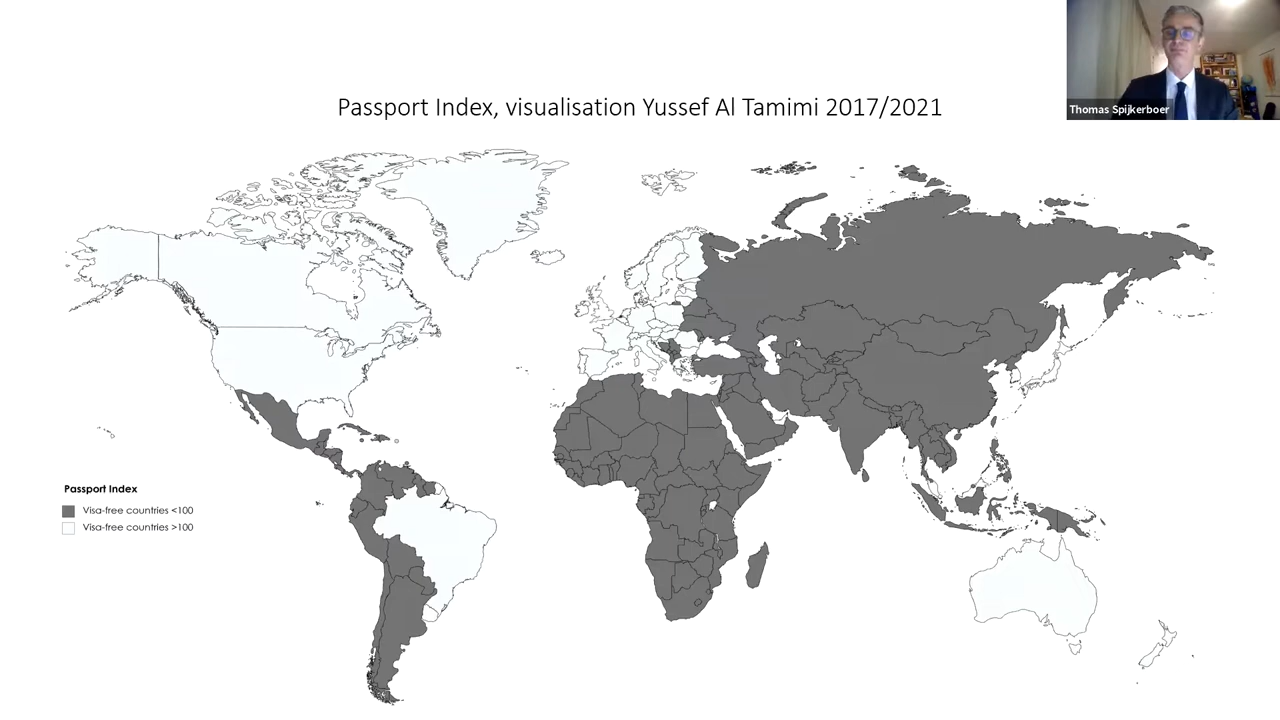 Thomas Spijkerboer
Passport Index, visualisation Yussef Al Tamimi 2017/2021
Passport Index
Visa-free countries <100
Visa-free countries >100